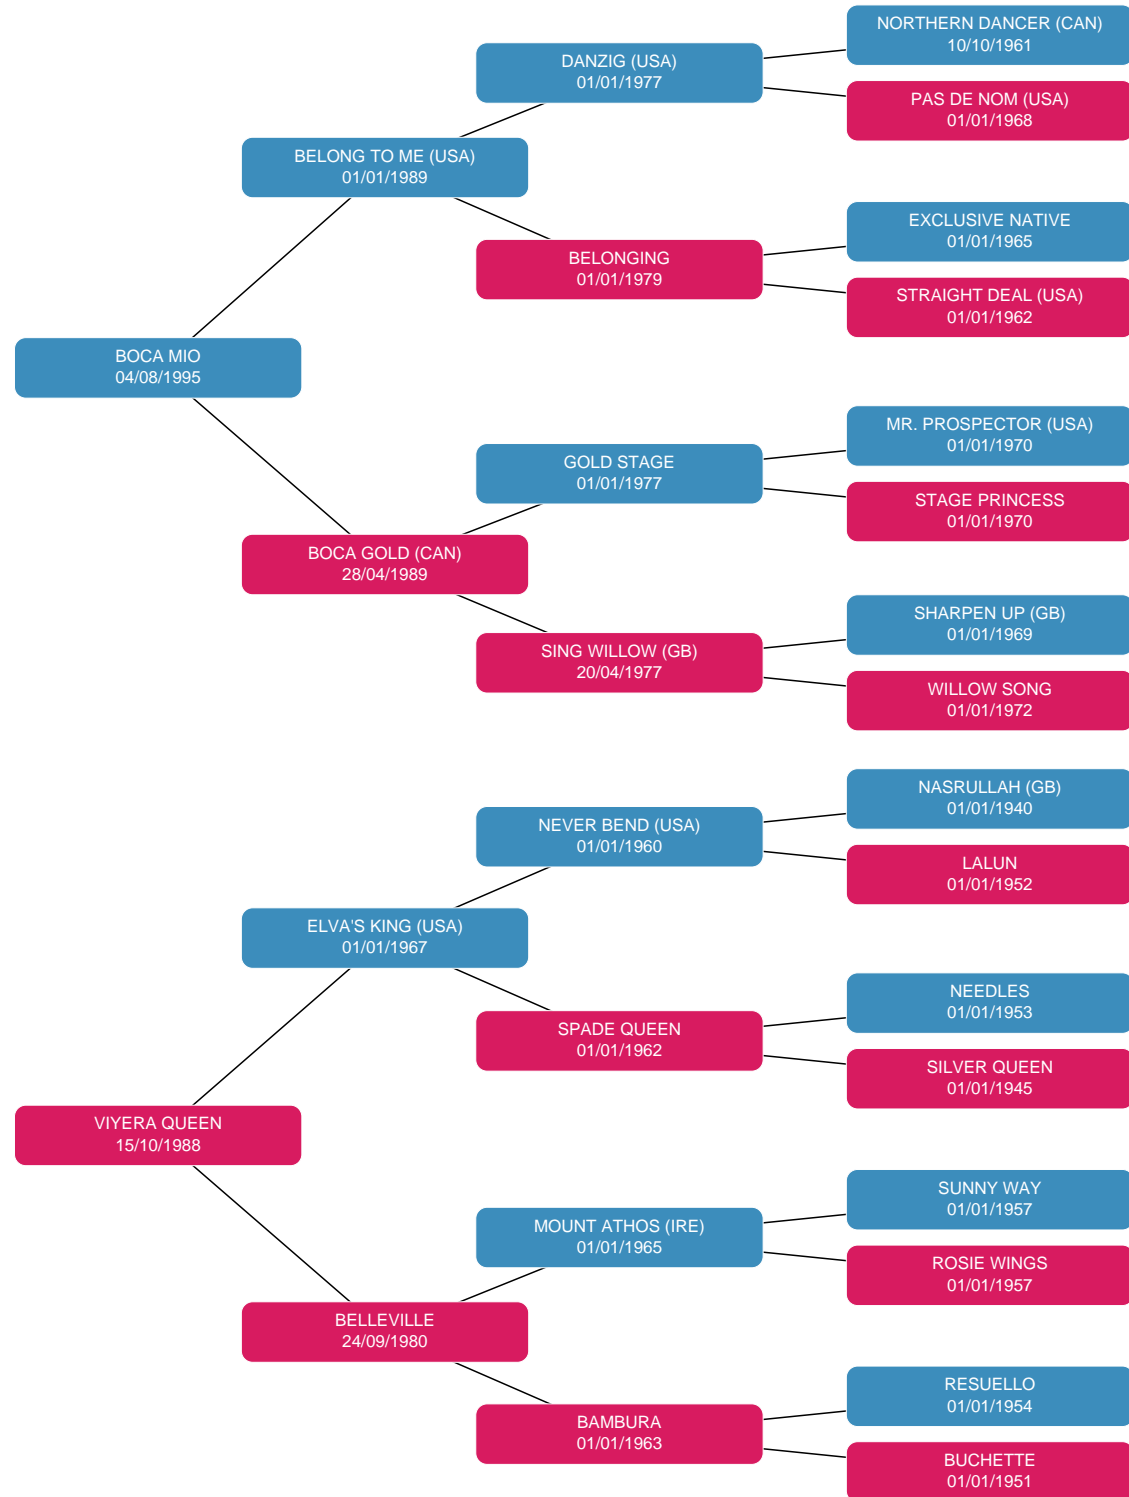 NORTHERN DANCER (CAN)
10/10/1961
DANZIG (USA)
01/01/1977
PAS DE NOM (USA)
01/01/1968
BELONG TO ME (USA)
01/01/1989
EXCLUSIVE NATIVE
01/01/1965
BELONGING
01/01/1979
STRAIGHT DEAL (USA)
01/01/1962
BOCA MIO
04/08/1995
MR. PROSPECTOR (USA)
01/01/1970
GOLD STAGE
01/01/1977
STAGE PRINCESS
01/01/1970
BOCA GOLD (CAN)
28/04/1989
SHARPEN UP (GB)
01/01/1969
SING WILLOW (GB)
20/04/1977
WILLOW SONG
01/01/1972
NASRULLAH (GB)
01/01/1940
NEVER BEND (USA)
01/01/1960
LALUN
01/01/1952
ELVA'S KING (USA)
01/01/1967
NEEDLES
01/01/1953
SPADE QUEEN
01/01/1962
SILVER QUEEN
01/01/1945
VIYERA QUEEN
15/10/1988
SUNNY WAY
01/01/1957
MOUNT ATHOS (IRE)
01/01/1965
ROSIE WINGS
01/01/1957
BELLEVILLE
24/09/1980
RESUELLO
01/01/1954
BAMBURA
01/01/1963
BUCHETTE
01/01/1951